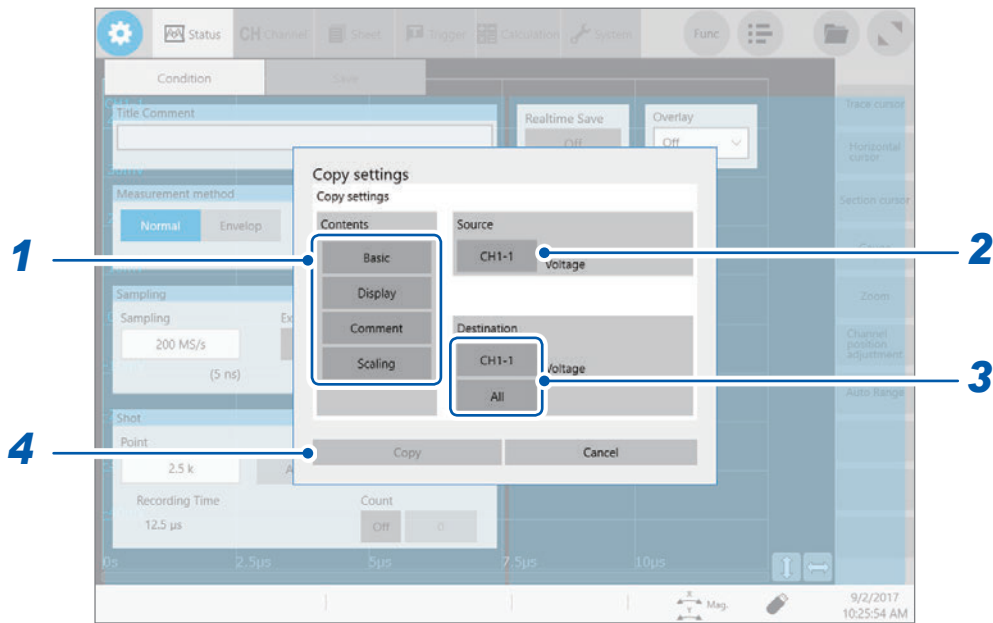 Status CH Channel Sheet Trigger Calculation System Func
Condition Save
Title Comment
Realtime Save Overlay
Off Off
Trace cursor
Horizontal
cursor
Section cursor
Measurement method
Normal Envelop
Zoom
Channel
position
adjustment
Auto Range
Sampling
Sampling Ex
200 MS/s
(5 ns)
Shot
Point
2.5 k A
Recording Time Count
12.5 µs Off 0
0s 2.5µs 5µs 7.5µs 10µs
Copy settings
Copy settings
Contents Source
Basic CH1-1 Voltage
Display
Comment Destination
Scaling CH1-1 Voltage
All
Copy Cancel
1
2
3
4
X
Y
Mag.
9/2/2017
10:25:54 AM